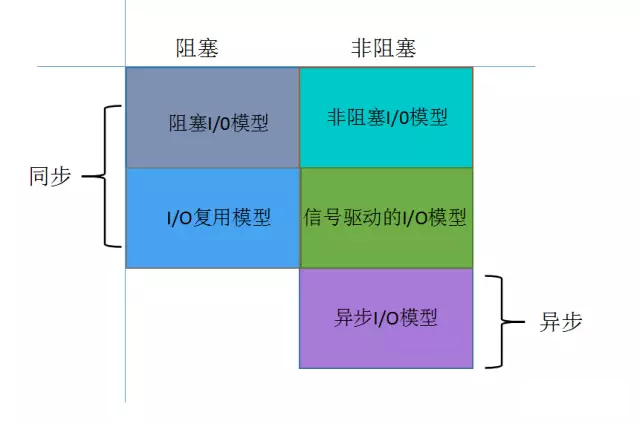 阻塞
非阻塞
阻塞I/0模型
非阻塞I/0模型
同步
I/O复用模型
信号驱动的I/O模型
异步I/O模型
异步